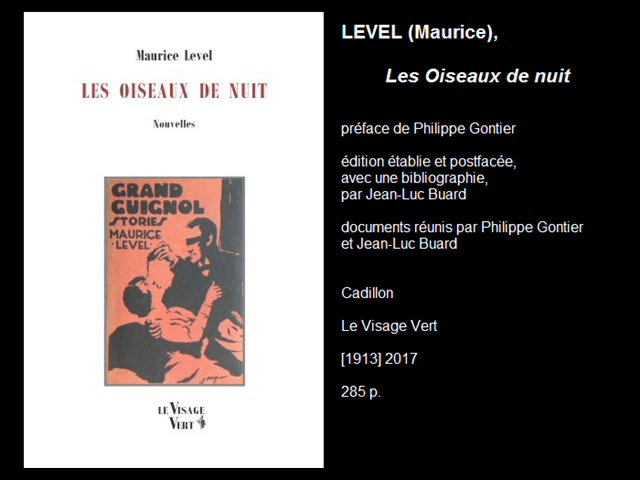 Maurice Level
LES OISEAUX DE NUIT
Nouvelles
GRAND
GUIGNOL
STORIES
MAURICE
·LEVEL·
LE VISAGE
VERT
LEVEL (Maurice),
Les Oiseaux de nuit
préface de Philippe Gontier
édition établie et postfacée,
avec une bibliographie,
par Jean-Luc Buard
documents réunis par Philippe Gontier
et Jean-Luc Buard
Cadillon
Le Visage Vert
[1913] 2017
285 p.